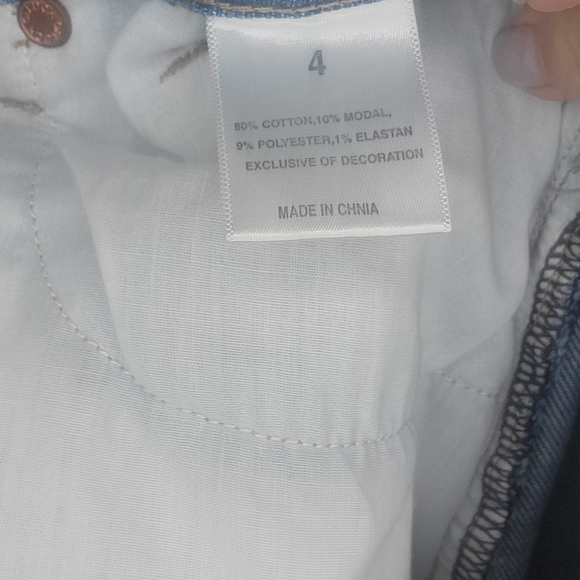 4
80% COTTON,10% MODAL,
9% POLYESTER,1% ELASTAN
EXCLUSIVE OF DECORATION
MADE IN CHNIA